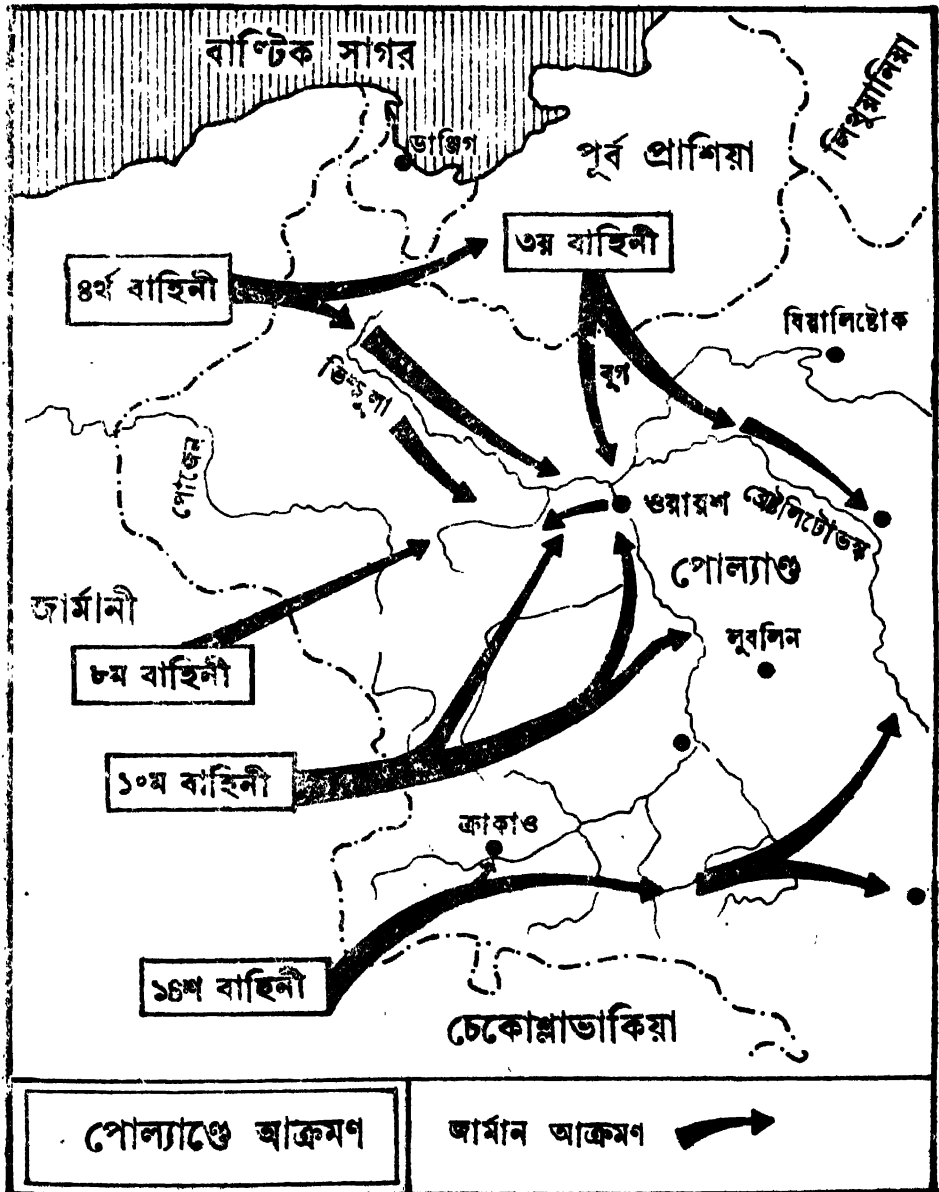 বাল্টিক সাগর
লিথুয়ানিয়া
ডাঞ্জিগ
পূর্ব প্রাশিয়া
৩য় বাহিনী
৪র্থ বাহিনী
বিয়ালিষ্টোক
ভিশ্চুলা
বুগ
পোজেন
ওয়ারশ
ব্রেষ্টলিটোভস্ক
পোল্যাণ্ড
জার্মানী
লুবলিন
৮ম বাহিনী
১০ম বাহিনী
ক্রাকাও
১৪শ বাহিনী
চেকোশ্লাভাকিয়া
পোল্যাণ্ডে আক্রমণ
জার্মান আক্রমণ